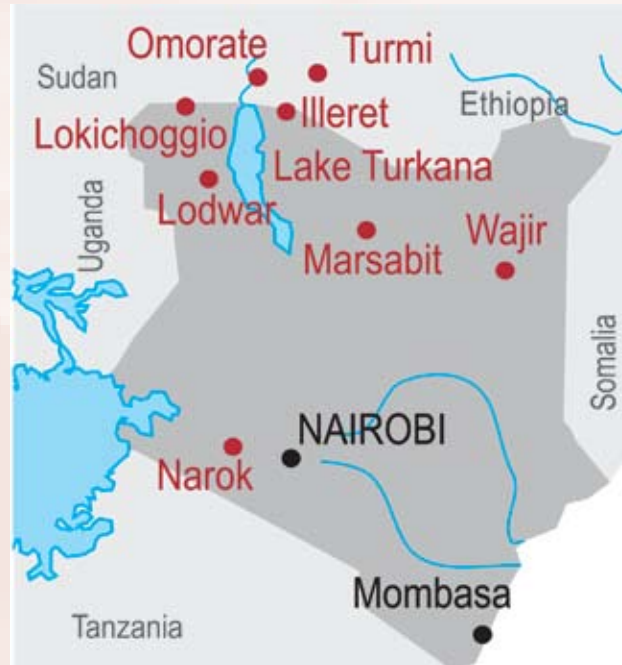 Omorate
Turmi
Sudan
Ethiopia
Illeret
Lokichoggio
Lake Turkana
Lodwar
Uganda
Marsabit
Wajir
Somalia
NAIROBI
Narok
Mombasa
Tanzania